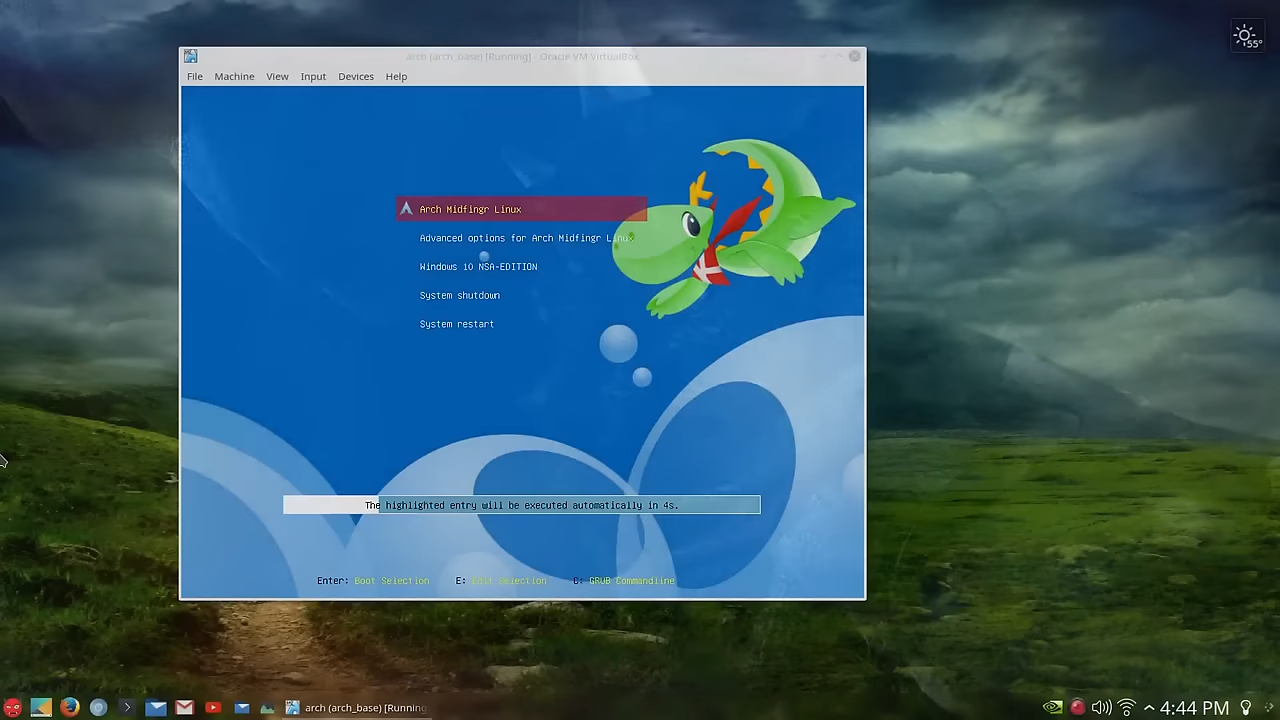 arch (arch_base) [Running] - Oracle VM VirtualBox
File Machine View Input Devices Help
55°
Arch Midfingr Linux
Advanced options for Arch Midfingr Linux
Windows 10 NSA-EDITION
System shutdown
System restart
The highlighted entry will be executed automatically in 4s.
Enter: Boot Selection E: Edit Selection C: GRUB Commandline
arch (arch_base) [Running
4:44 PM